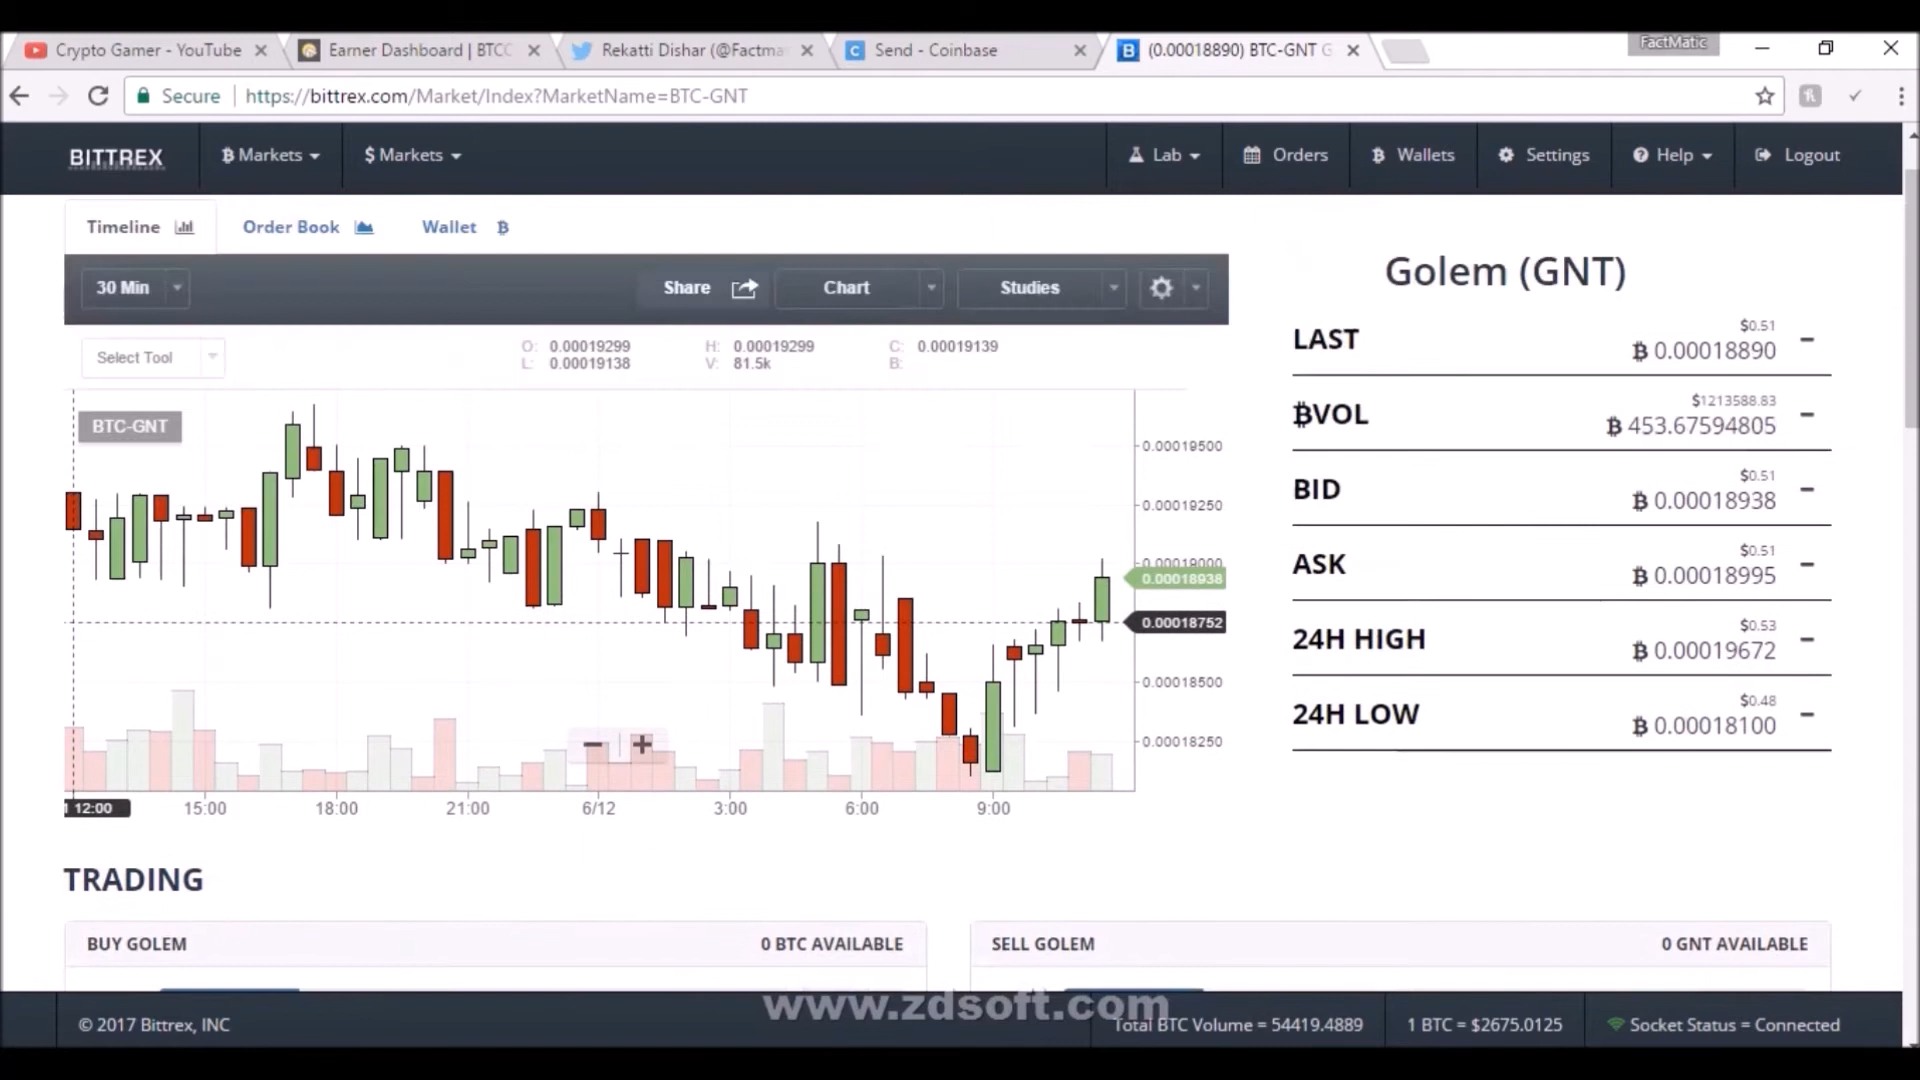 Crypto Gamer - YouTube
Earner Dashboard | BTCC
Rekatti Dishar (@Factma
Send - Coinbase
(0.00018890) BTC-GNT G
FactMatic
Secure
https://bittrex.com/Market/Index?MarketName=BTC-GNT
BITTREX
Ƀ Markets
$ Markets
Lab
Orders
Wallets
Settings
Help
Logout
Timeline
Order Book
Wallet
30 Min
Share
Chart
Studies
Select Tool
O: 0.00019299 H: 0.00019299 C: 0.00019139
L: 0.00019138 V: 81.5k B:
BTC-GNT
0.00019500
0.00019250
0.00019000
0.00018938
0.00018752
0.00018500
0.00018250
12:00
15:00
18:00
21:00
6/12
3:00
6:00
9:00
Golem (GNT)
LAST
$0.51
Ƀ 0.00018890
ɃVOL
$1213588.83
Ƀ 453.67594805
BID
$0.51
Ƀ 0.00018938
ASK
$0.51
Ƀ 0.00018995
24H HIGH
$0.53
Ƀ 0.00019672
24H LOW
$0.48
Ƀ 0.00018100
TRADING
BUY GOLEM
0 BTC AVAILABLE
SELL GOLEM
0 GNT AVAILABLE
www.zdsoft.com
© 2017 Bittrex, INC
Total BTC Volume = 54419.4889
1 BTC = $2675.0125
Socket Status = Connected